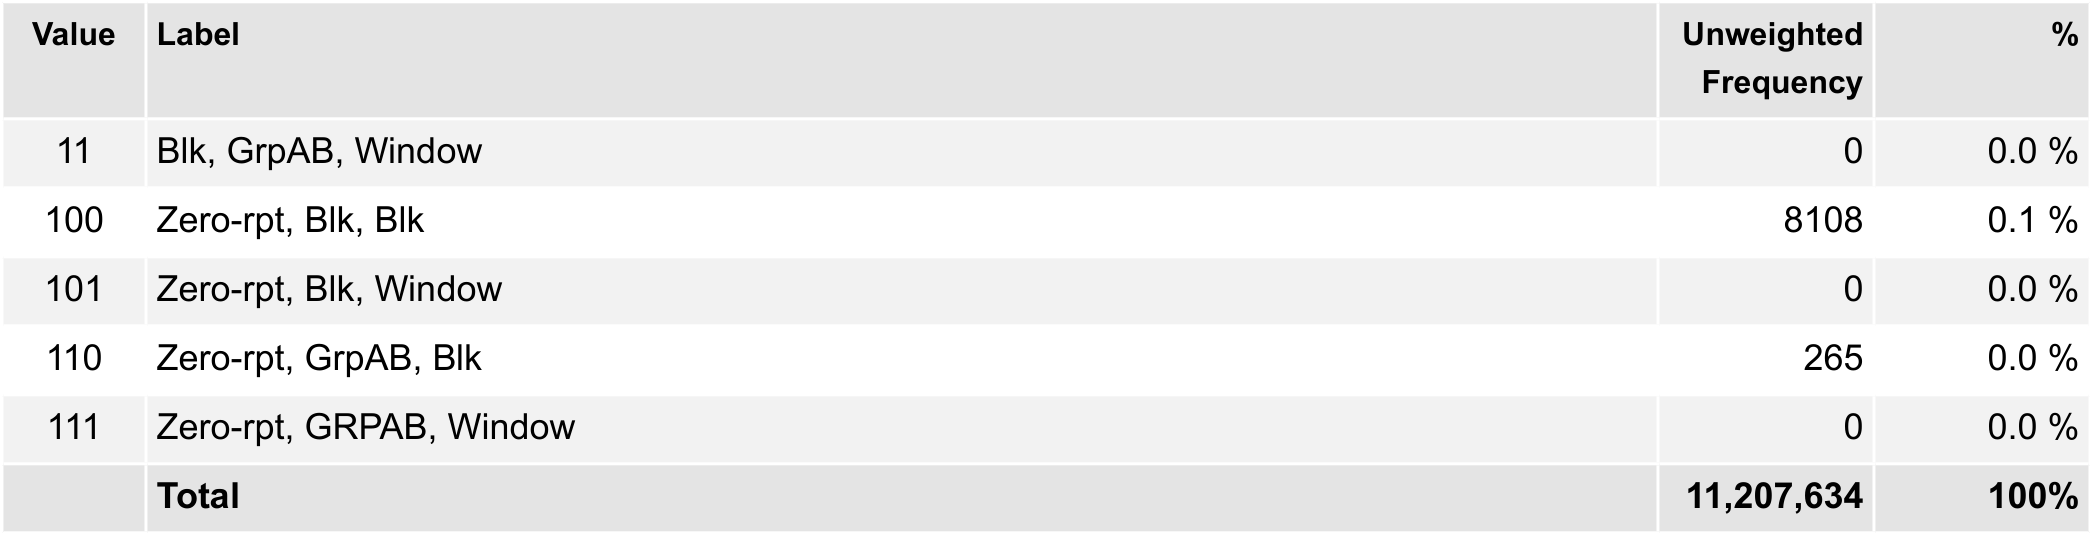 Value Label Unweighted Frequency %
11 Blk, GrpAB, Window 0 0.0 %
100 Zero-rpt, Blk, Blk 8108 0.1 %
101 Zero-rpt, Blk, Window 0 0.0 %
110 Zero-rpt, GrpAB, Blk 265 0.0 %
111 Zero-rpt, GRPAB, Window 0 0.0 %
Total 11,207,634 100%